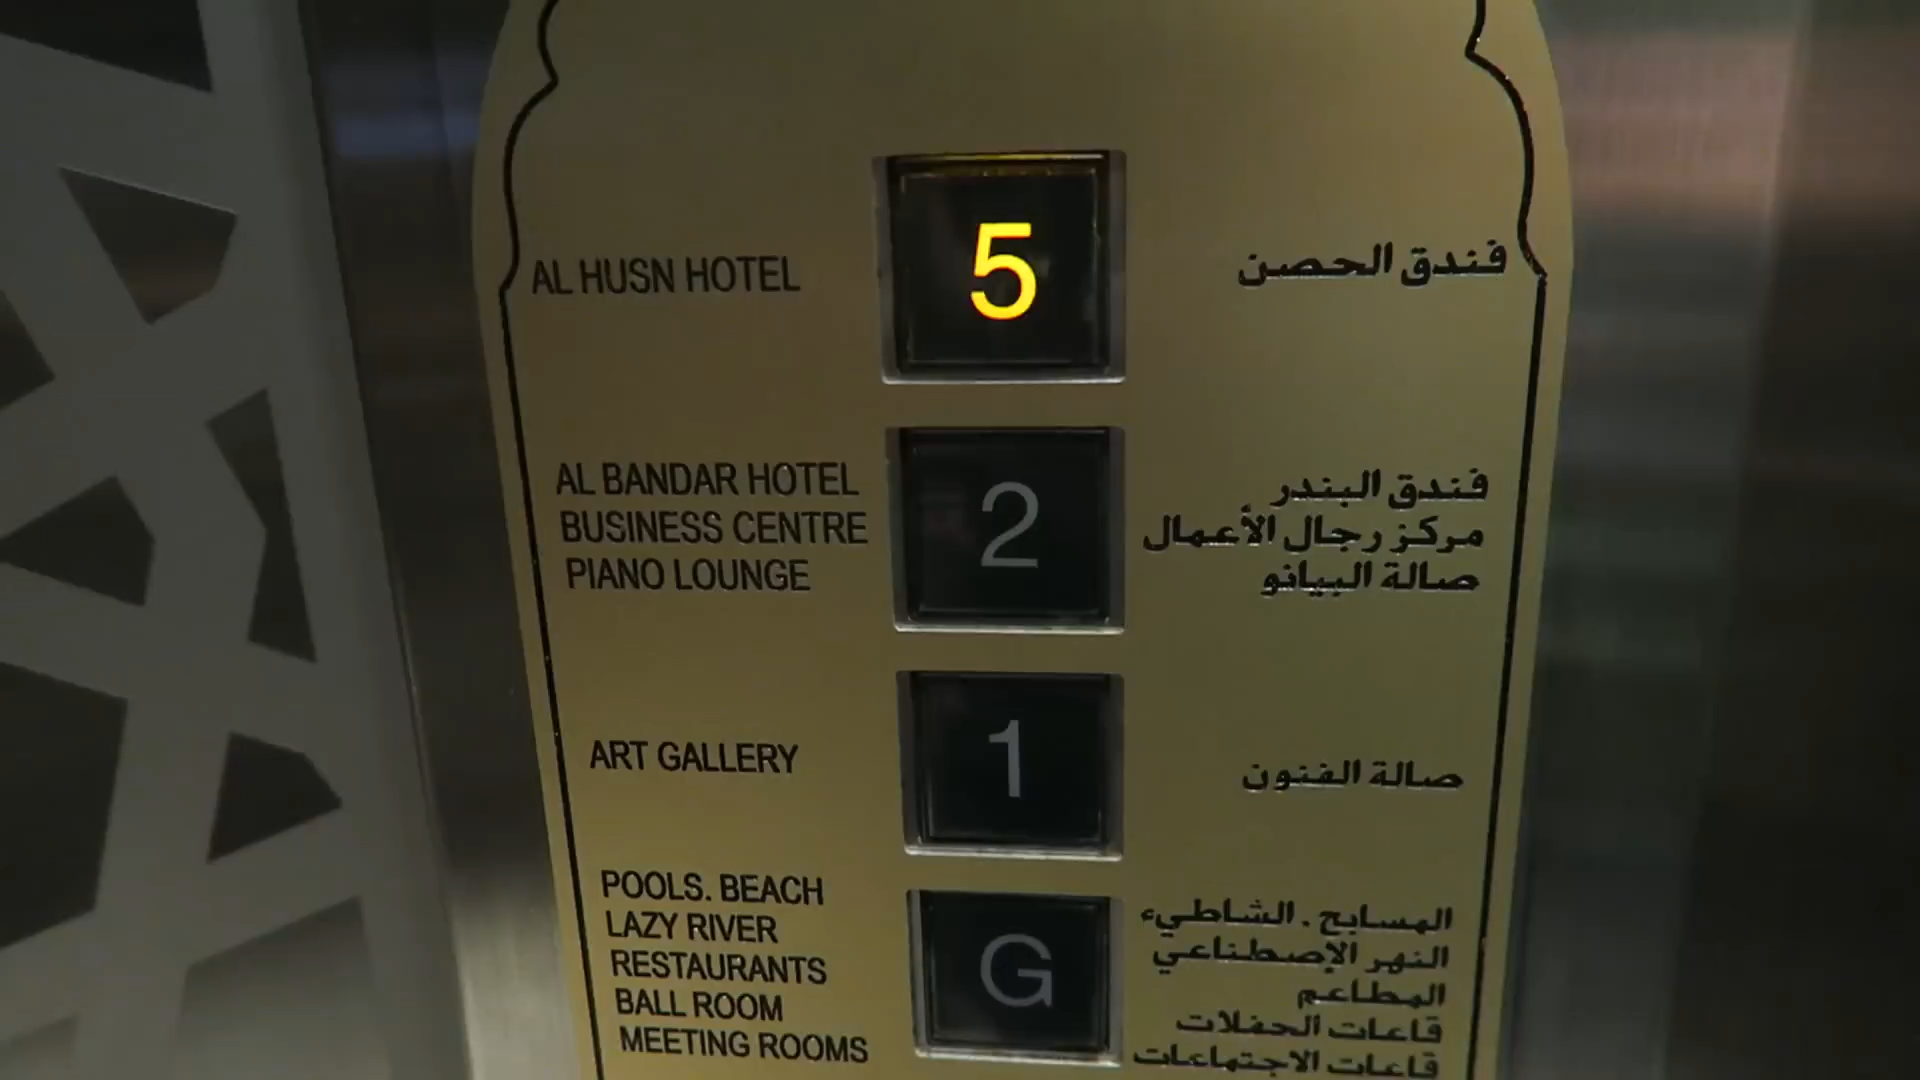 AL HUSN HOTEL
5
فندق الحصن
AL BANDAR HOTEL
BUSINESS CENTRE
PIANO LOUNGE
2
فندق البندر
مركز رجال الأعمال
صالة البيانو
ART GALLERY
1
صالة الفنون
POOLS. BEACH
LAZY RIVER
RESTAURANTS
BALL ROOM
MEETING ROOMS
G
المسابح . الشاطيء
النهر الإصطناعي
المطاعم
قاعات الحفلات
قاعات الاجتماعات